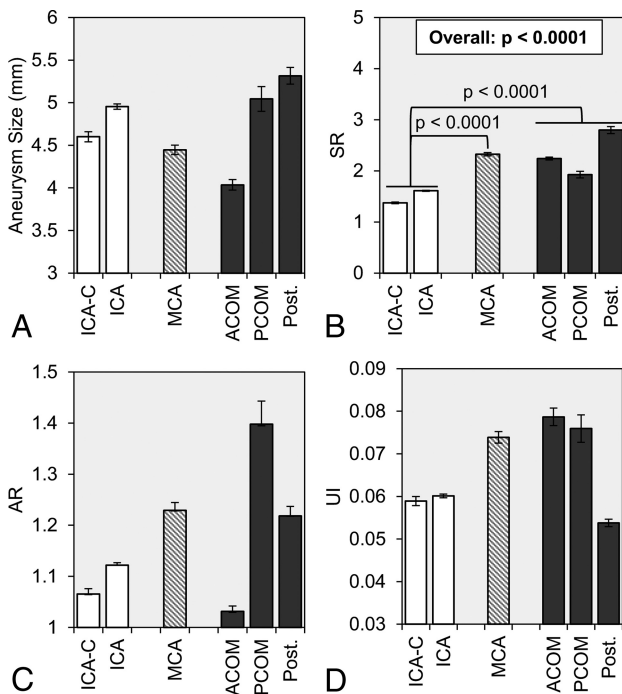 Aneurysm Size (mm)
6
5.5
5
4.5
4
3.5
3
ICA-C
ICA
MCA
ACOM
PCOM
Post.
A
Overall: p < 0.0001
SR
5
4
3
2
1
0
p < 0.0001
p < 0.0001
ICA-C
ICA
MCA
ACOM
PCOM
Post.
B
AR
1.5
1.4
1.3
1.2
1.1
1
ICA-C
ICA
MCA
ACOM
PCOM
Post.
C
UI
0.09
0.08
0.07
0.06
0.05
0.04
0.03
ICA-C
ICA
MCA
ACOM
PCOM
Post.
D